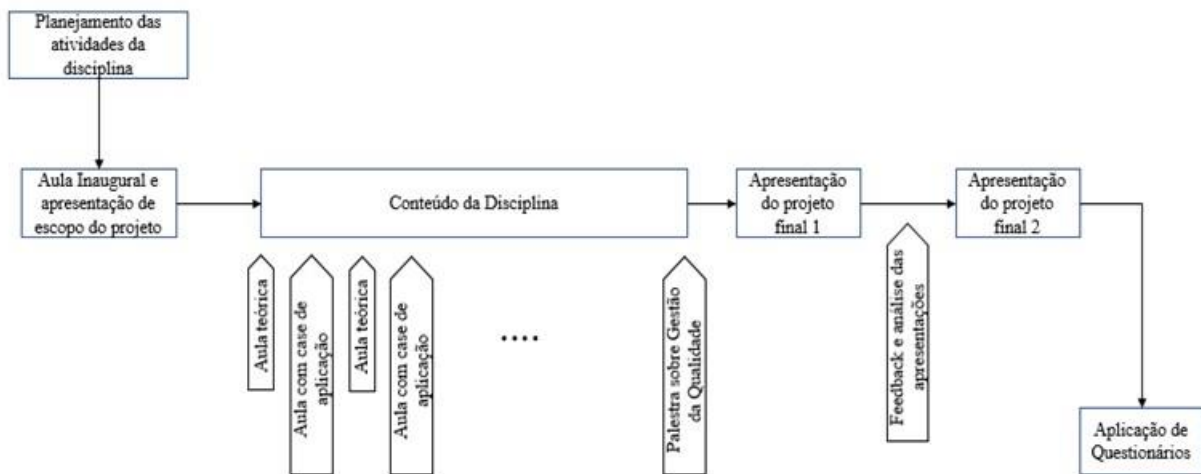 Planejamento das
atividades da
disciplina
Aula Inaugural e
apresentação de
escopo do projeto
Conteúdo da Disciplina
Apresentação
do projeto
final 1
Apresentação
do projeto
final 2
Aula teórica
Aula com case de
aplicação
Aula teórica
Aula com case de
aplicação
....
Palestra sobre Gestão
da Qualidade
Feedback e análise das
apresentações
Aplicação de
Questionários